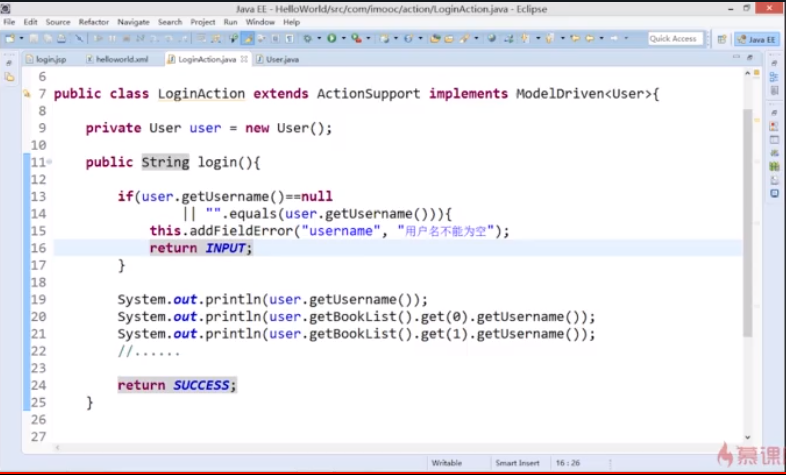 Java EE - HelloWorld/src/com/imooc/action/LoginAction.java - Eclipse
File Edit Source Refactor Navigate Search Project Run Window Help
Quick Access Java EE
login.jsp helloworld.xml LoginAction.java User.java
6
7 public class LoginAction extends ActionSupport implements ModelDriven<User>{
8
9 private User user = new User();
10
11 public String login(){
12
13 if(user.getUsername()==null
14 || "".equals(user.getUsername())){
15 this.addFieldError("username", "用户名不能为空");
16 return INPUT;
17 }
18
19 System.out.println(user.getUsername());
20 System.out.println(user.getBookList().get(0).getUsername());
21 System.out.println(user.getBookList().get(1).getUsername());
22 //......
23
24 return SUCCESS;
25 }
26
27
Writable Smart Insert 16 : 26
慕课